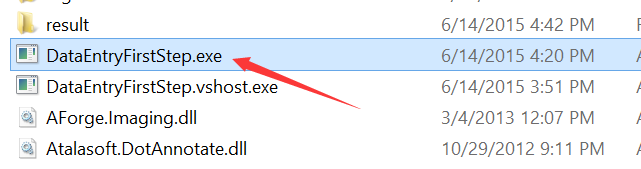 result 6/14/2015 4:42 PM
DataEntryFirstStep.exe 6/14/2015 4:20 PM
DataEntryFirstStep.vshost.exe 6/14/2015 3:51 PM
AForge.Imaging.dll 3/4/2013 12:07 PM
Atalasoft.DotAnnotate.dll 10/29/2012 9:11 PM